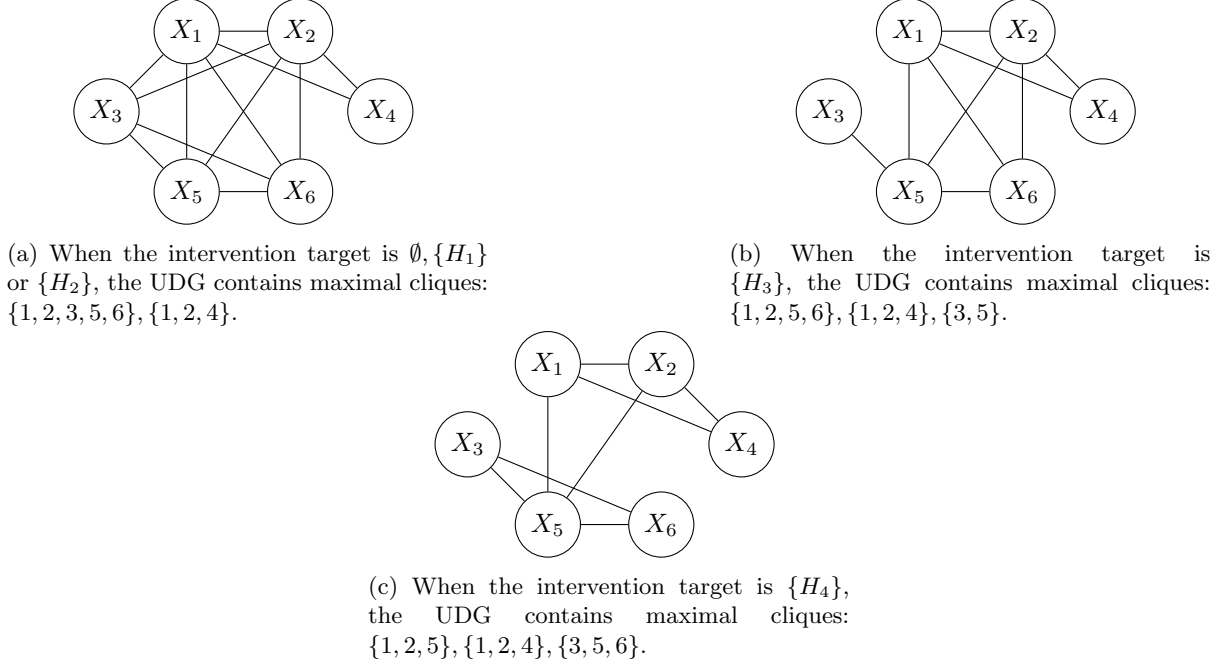 X₁ X₂ X₃ X₄ X₅ X₆
(a) When the intervention target is ∅, {H₁}
or {H₂}, the UDG contains maximal cliques:
{1, 2, 3, 5, 6}, {1, 2, 4}.
X₁ X₂ X₃ X₄ X₅ X₆
(b) When the intervention target is
{H₃}, the UDG contains maximal cliques:
{1, 2, 5, 6}, {1, 2, 4}, {3, 5}.
X₁ X₂ X₃ X₄ X₅ X₆
(c) When the intervention target is {H₄},
the UDG contains maximal cliques:
{1, 2, 5}, {1, 2, 4}, {3, 5, 6}.